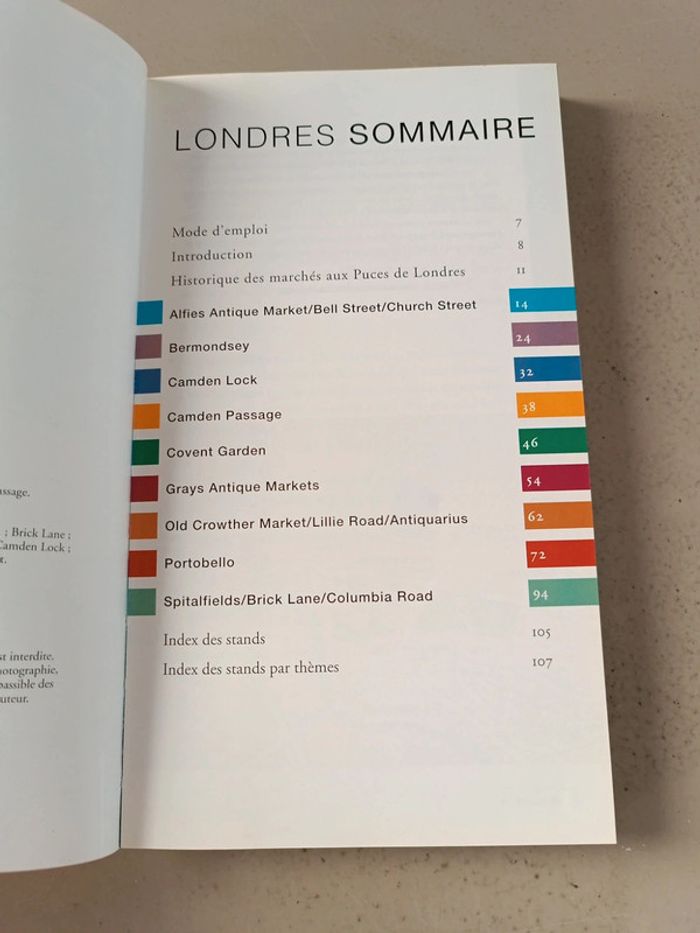 assage.
; Brick Lane ;
Camden Lock ;
st interdite.
hotographie,
passible des
uteur.
LONDRES SOMMAIRE
Mode d'emploi 7
Introduction 8
Historique des marchés aux Puces de Londres 11
Alfies Antique Market/Bell Street/Church Street 14
Bermondsey 24
Camden Lock 32
Camden Passage 38
Covent Garden 46
Grays Antique Markets 54
Old Crowther Market/Lillie Road/Antiquarius 62
Portobello 72
Spitalfields/Brick Lane/Columbia Road 94
Index des stands 105
Index des stands par thèmes 107